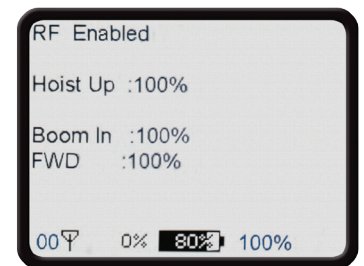 RF Enabled
Hoist Up :100%
Boom In :100%
FWD :100%
00 0% 80% 100%